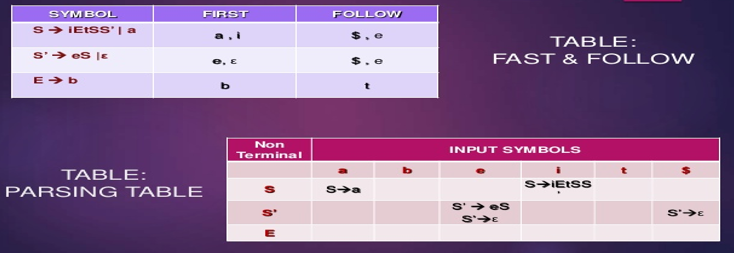 SYMBOL FIRST FOLLOW
S → iEtSS' | a a , i $ , e
S' → eS |ε e, ε $ , e
E → b b t
TABLE:
FAST & FOLLOW
TABLE:
PARSING TABLE
Non Terminal INPUT SYMBOLS
a b e i t $
S S→a S→iEtSS'
S' S' → eS S'→ε
S'→ε
E